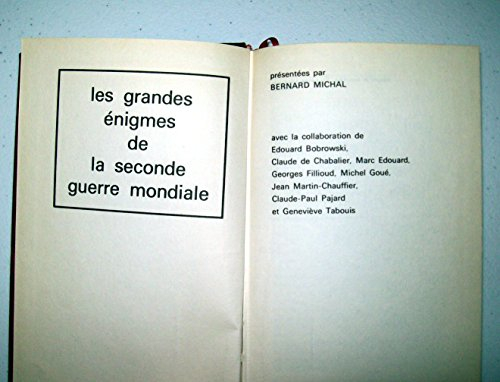 les grandes
énigmes
de
la seconde
guerre mondiale
présentées par
BERNARD MICHAL
avec la collaboration de
Edouard Bobrowski,
Claude de Chabalier, Marc Edouard,
Georges Fillioud, Michel Goué,
Jean Martin-Chauffier,
Claude-Paul Pajard
et Geneviève Tabouis